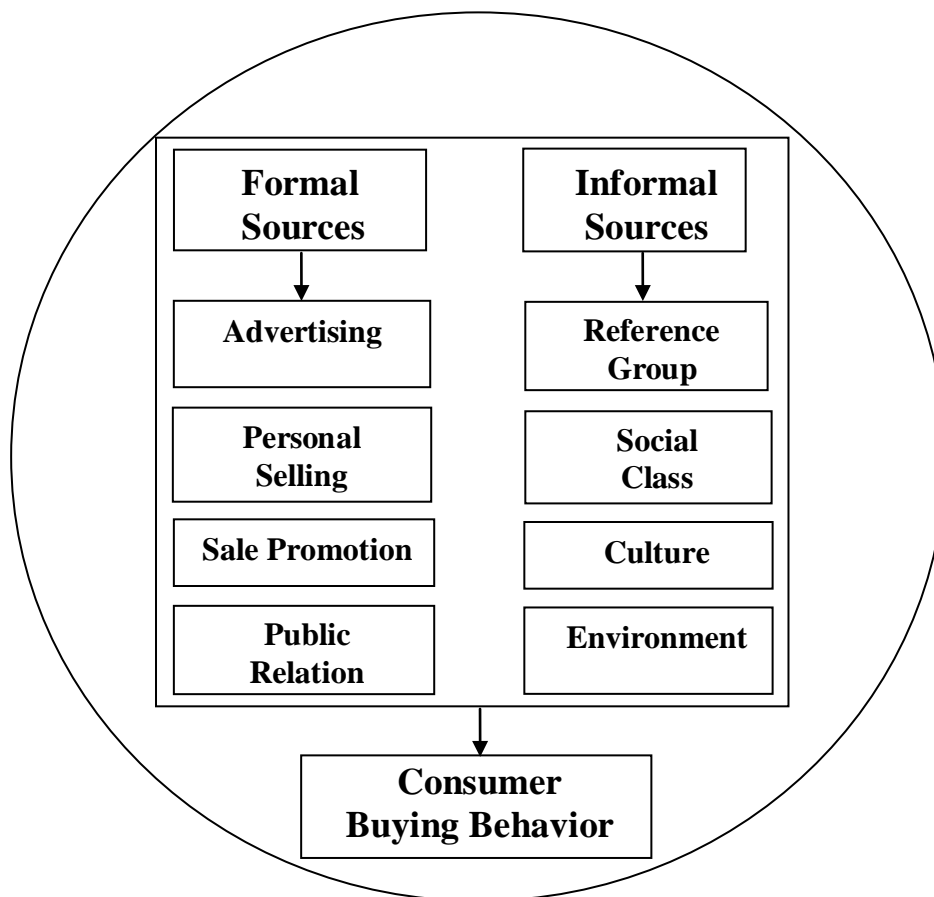 Formal
Sources
Advertising
Personal
Selling
Sale Promotion
Public
Relation
Informal
Sources
Reference
Group
Social
Class
Culture
Environment
Consumer
Buying Behavior